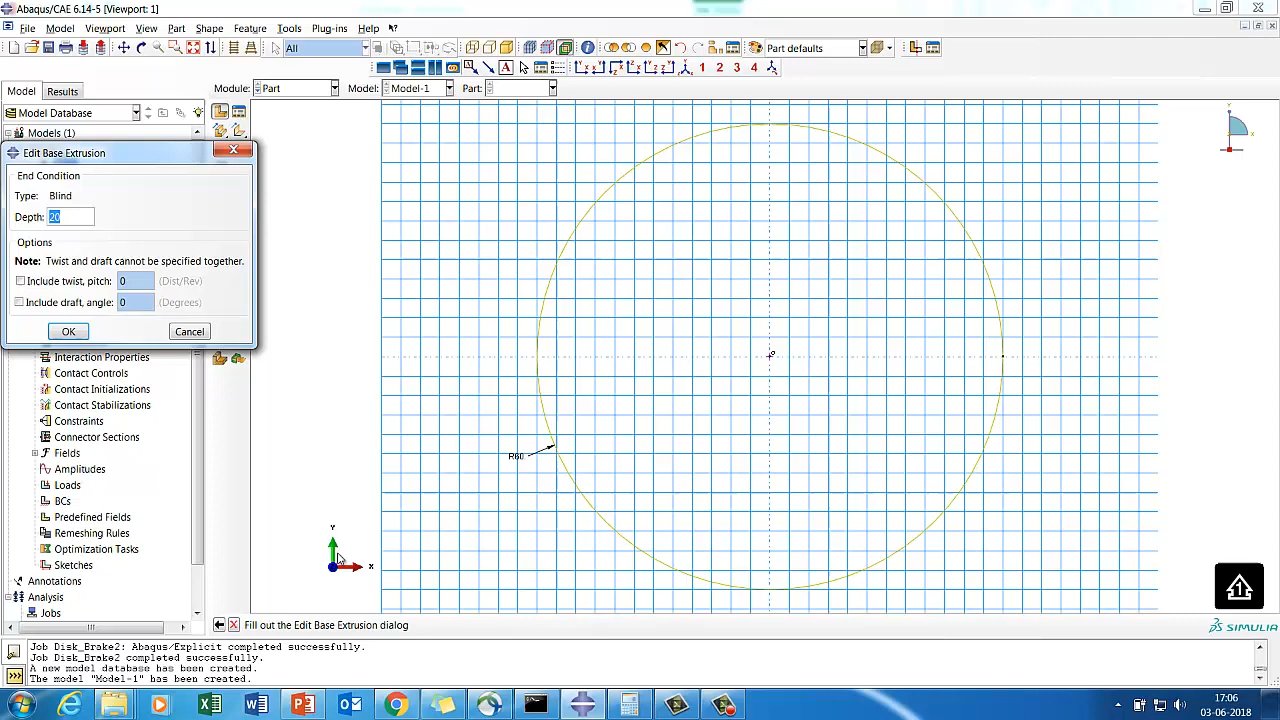 Abaqus/CAE 6.14-5 [Viewport: 1]
File Model Viewport View Part Shape Feature Tools Plug-ins Help
All
Part defaults
1 2 3 4
Model Results
Module: Part Model: Model-1 Part:
Model Database
Models (1)
Edit Base Extrusion
End Condition
Type: Blind
Depth: 20
Options
Note: Twist and draft cannot be specified together.
Include twist, pitch: 0 (Dist/Rev)
Include draft, angle: 0 (Degrees)
OK Cancel
Interaction Properties
Contact Controls
Contact Initializations
Contact Stabilizations
Constraints
Connector Sections
Fields
Amplitudes
Loads
BCs
Predefined Fields
Remeshing Rules
Optimization Tasks
Sketches
Annotations
Analysis
Jobs
R60
Y
X
Y
X
Fill out the Edit Base Extrusion dialog
SIMULIA
Job Disk_Brake2: Abaqus/Explicit completed successfully.
Job Disk_Brake2 completed successfully.
A new model database has been created.
The model "Model-1" has been created.
17:06
03-06-2018